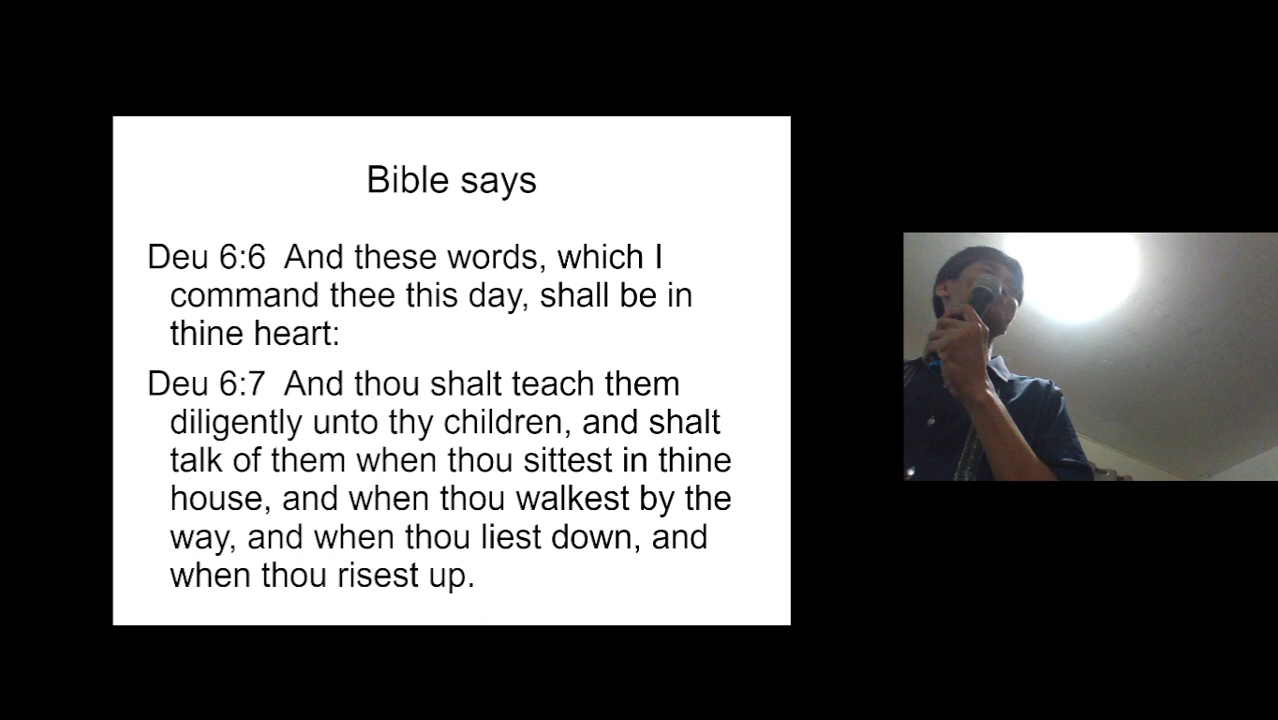 Bible says
Deu 6:6  And these words, which I
command thee this day, shall be in
thine heart:
Deu 6:7  And thou shalt teach them
diligently unto thy children, and shalt
talk of them when thou sittest in thine
house, and when thou walkest by the
way, and when thou liest down, and
when thou risest up.